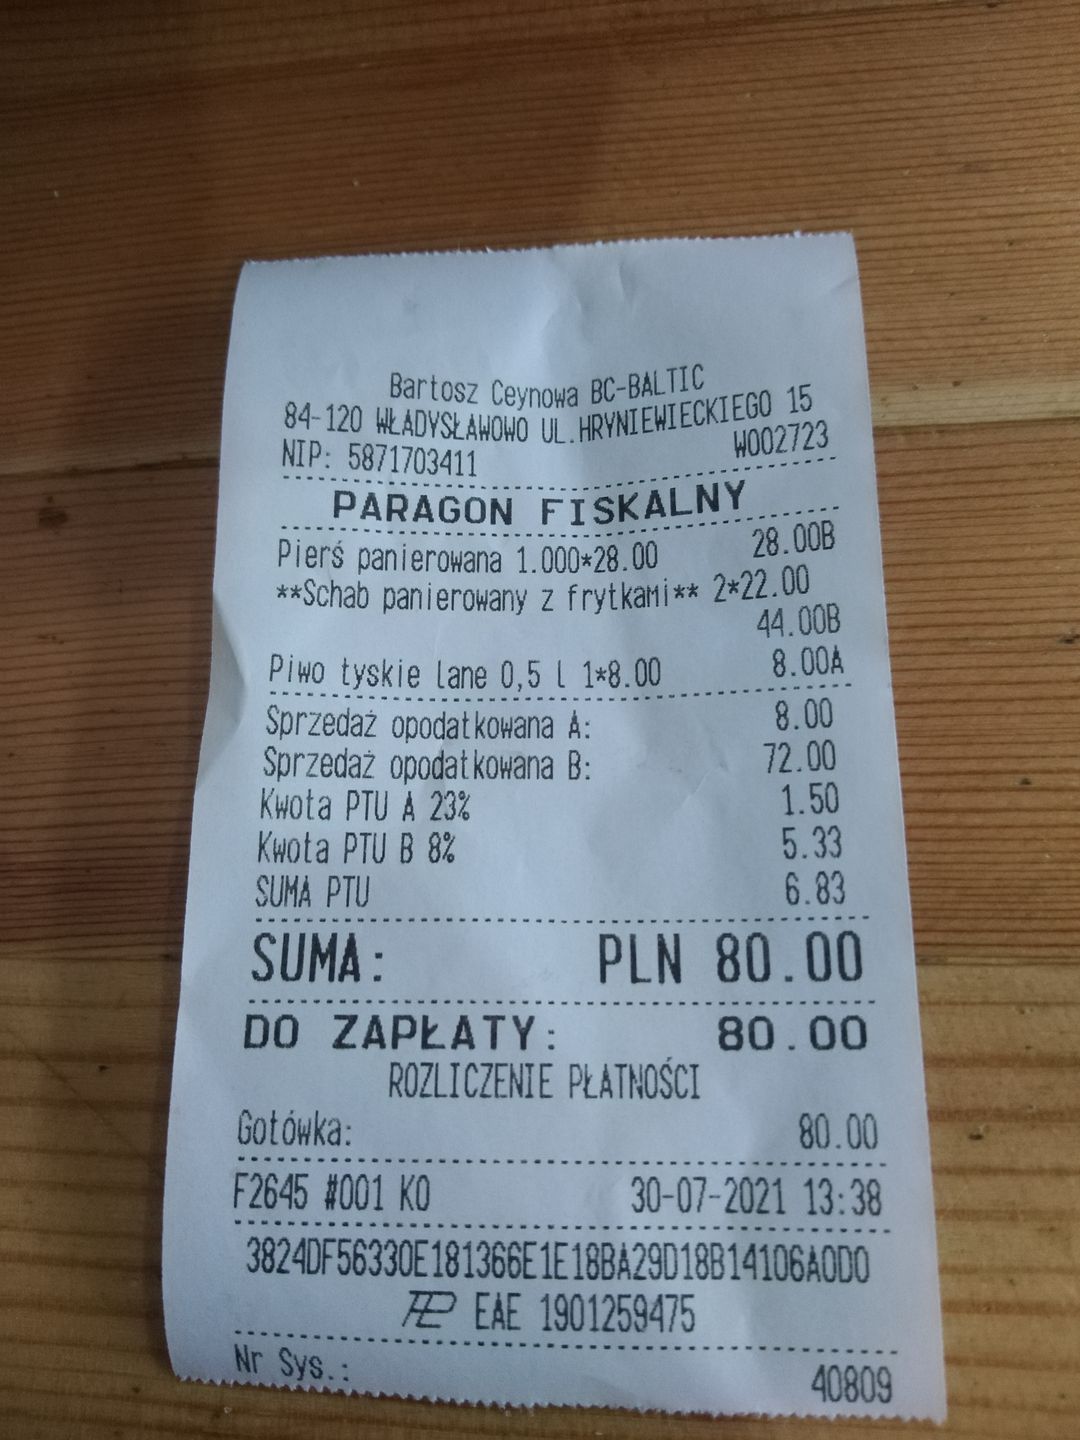 Bartosz Ceynowa BC-BALTIC
84-120 WŁADYSŁAWOWO UL.HRYNIEWIECKIEGO 15
NIP: 5871703411 W002723
PARAGON FISKALNY
Pierś panierowana 1.000*28.00 28.00B
**Schab panierowany z frytkami** 2*22.00
44.00B
Piwo tyskie lane 0,5 l 1*8.00 8.00A
Sprzedaż opodatkowana A: 8.00
Sprzedaż opodatkowana B: 72.00
Kwota PTU A 23% 1.50
Kwota PTU B 8% 5.33
SUMA PTU 6.83
SUMA: PLN 80.00
DO ZAPŁATY: 80.00
ROZLICZENIE PŁATNOŚCI
Gotówka: 80.00
F2645 #001 KO 30-07-2021 13:38
3824DF56330E181366E1E18BA29D18B14106A0D0
EAE 1901259475
Nr Sys.: 40809